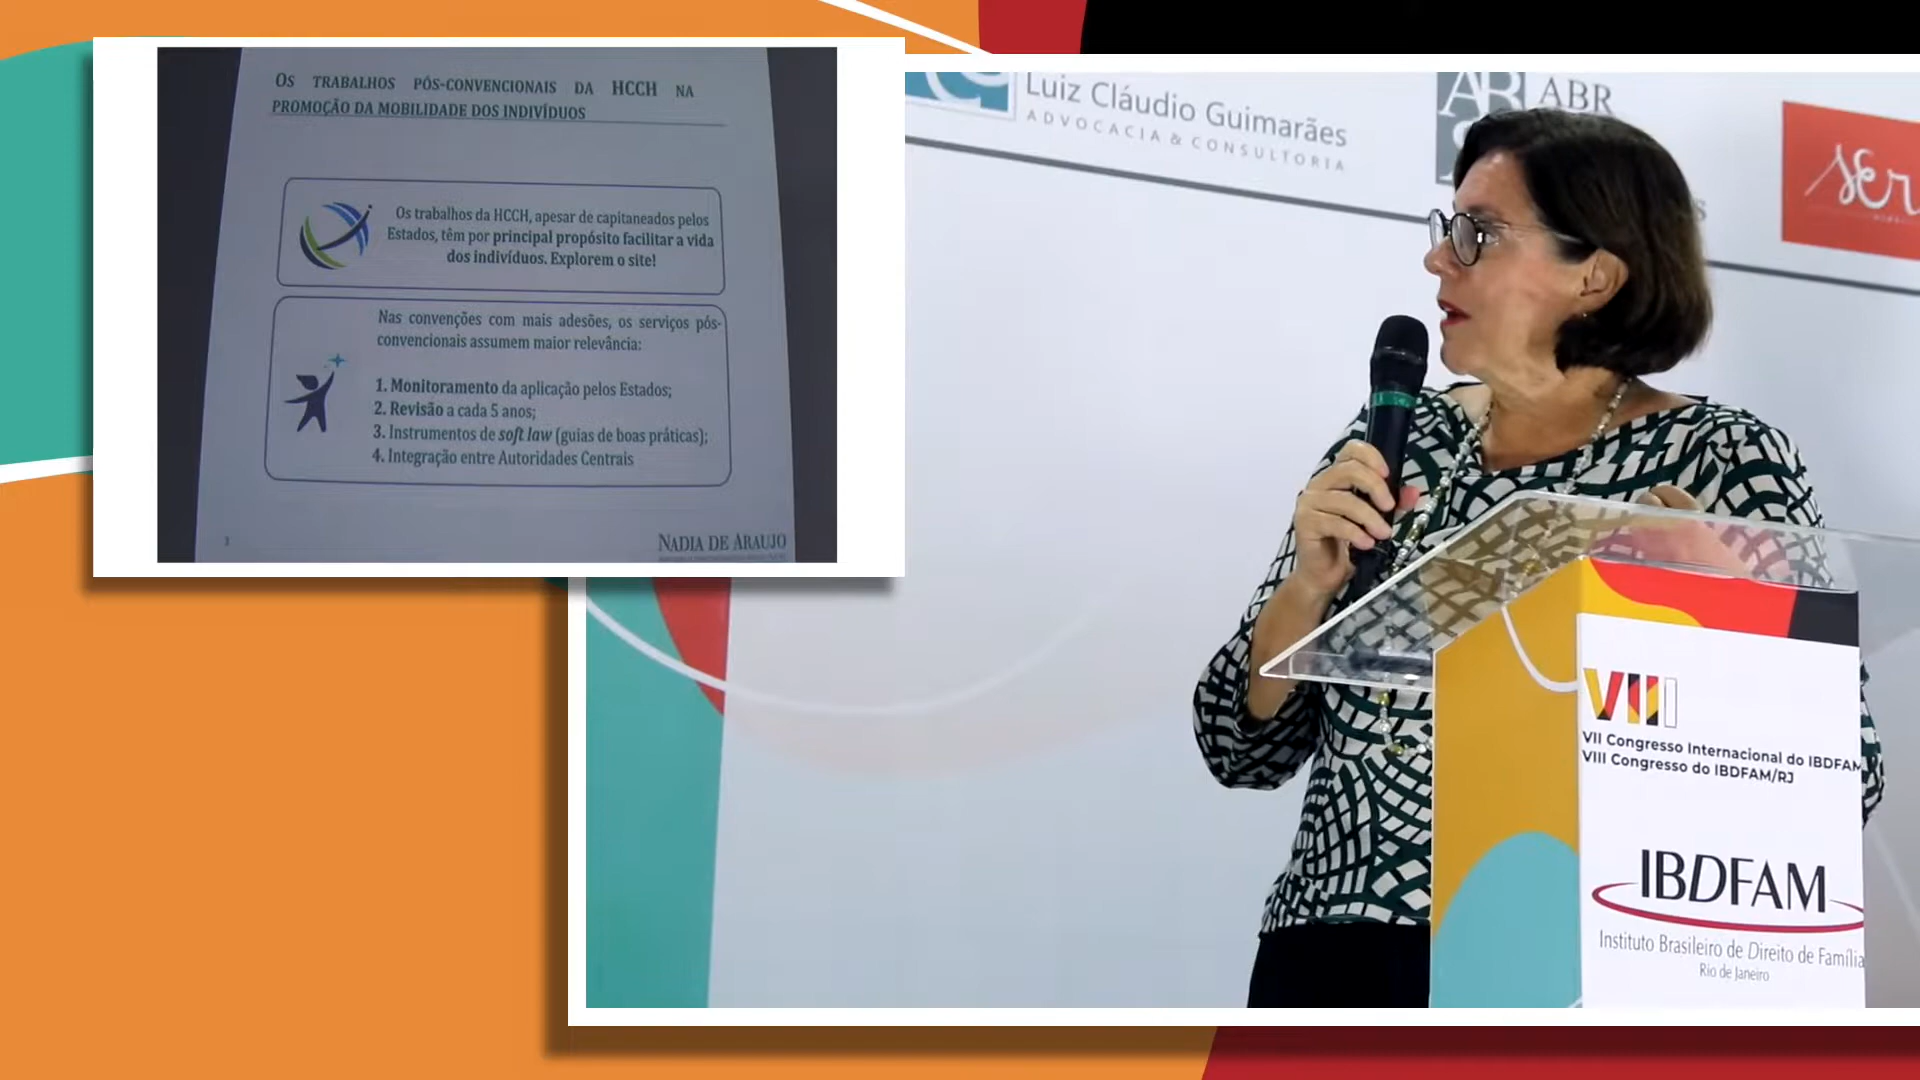 OS TRABALHOS PÓS-CONVENCIONAIS DA HCCH NA
PROMOÇÃO DA MOBILIDADE DOS INDIVÍDUOS
Os trabalhos da HCCH, apesar de capitaneados pelos
Estados, têm por principal propósito facilitar a vida
dos indivíduos. Explorem o site!
Nas convenções com mais adesões, os serviços pós-
convencionais assumem maior relevância:
1. Monitoramento da aplicação pelos Estados;
2. Revisão a cada 5 anos;
3. Instrumentos de soft law (guias de boas práticas);
4. Integração entre Autoridades Centrais
NADIA DE ARAUJO
Luiz Cláudio Guimarães
ADVOCACIA & CONSULTORIA
ABR
ser
VIII
VII Congresso Internacional do IBDFAM
VIII Congresso do IBDFAM/RJ
IBDFAM
Instituto Brasileiro de Direito de Família
Rio de Janeiro